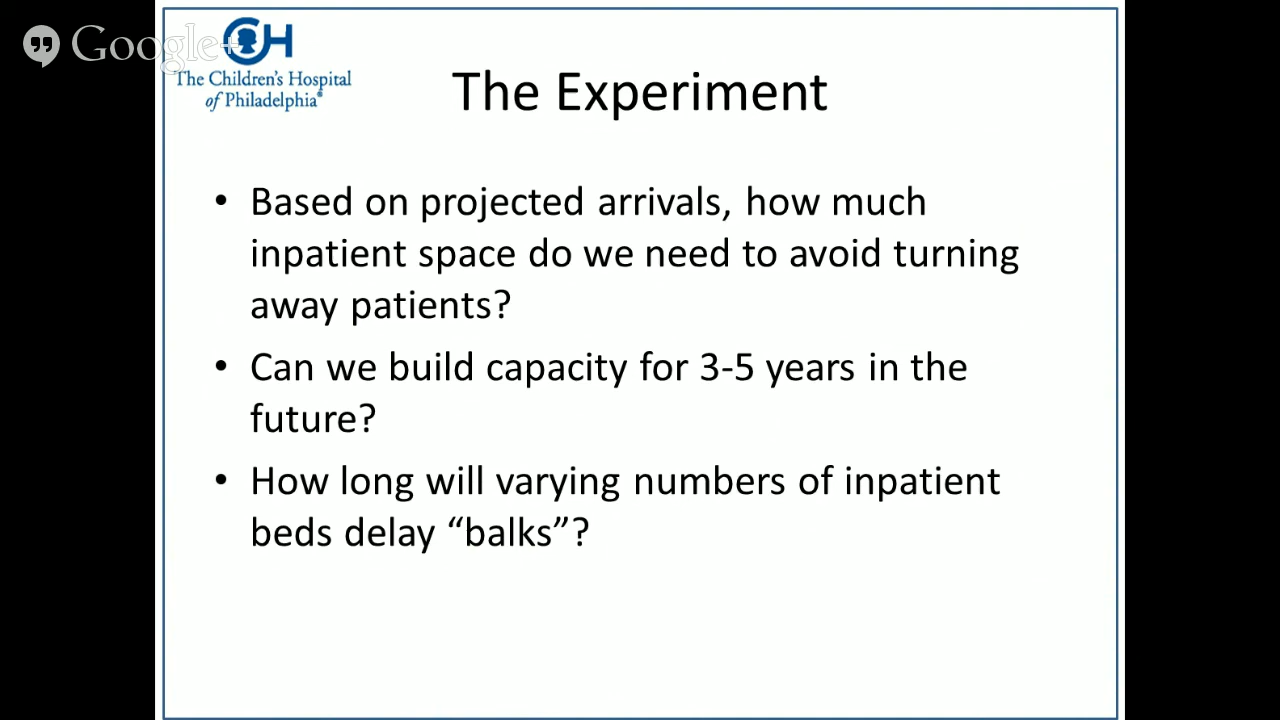 Google+
CH
The Children's Hospital
of Philadelphia®
The Experiment
• Based on projected arrivals, how much
inpatient space do we need to avoid turning
away patients?
• Can we build capacity for 3-5 years in the
future?
• How long will varying numbers of inpatient
beds delay “balks”?